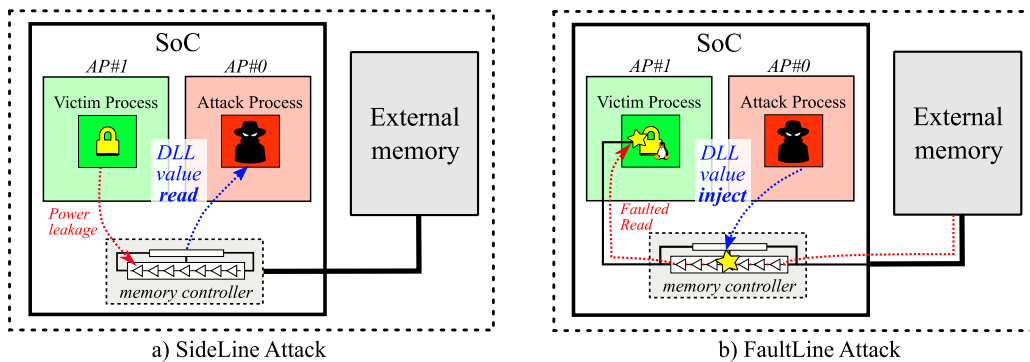 SoC
AP#1
AP#0
Victim Process
Attack Process
DLL
value
read
Power
leakage
memory controller
External
memory
a) SideLine Attack
SoC
AP#1
AP#0
Victim Process
Attack Process
DLL
value
inject
Faulted
Read
memory controller
External
memory
b) FaultLine Attack